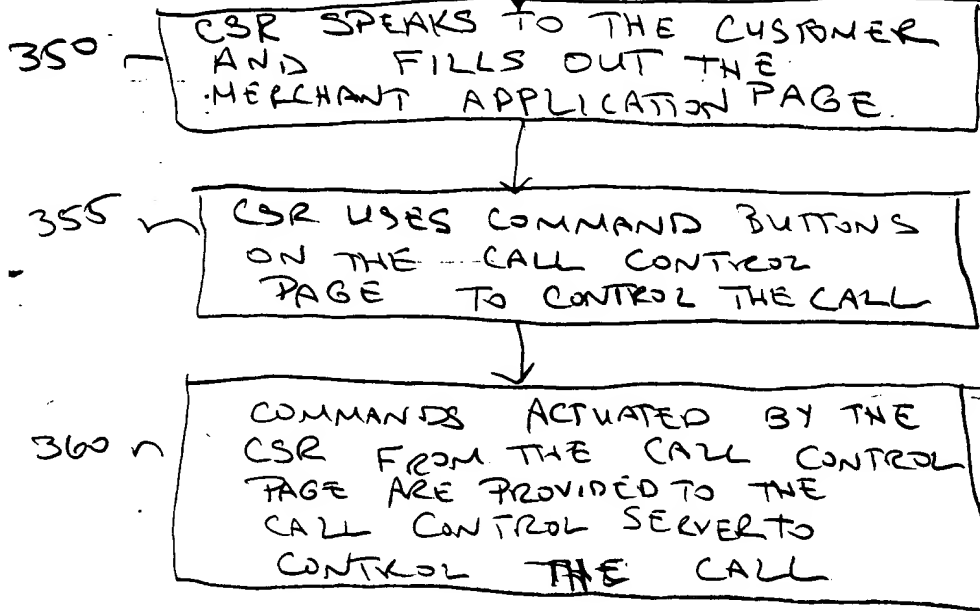 350
CSR SPEAKS TO THE CUSTOMER
AND FILLS OUT THE
MERCHANT APPLICATION PAGE.
355
CSR USES COMMAND BUTTONS
ON THE CALL CONTROL
PAGE TO CONTROL THE CALL
360
COMMANDS ACTUATED BY THE
CSR FROM THE CALL CONTROL
PAGE ARE PROVIDED TO THE
CALL CONTROL SERVER TO
CONTROL THE CALL